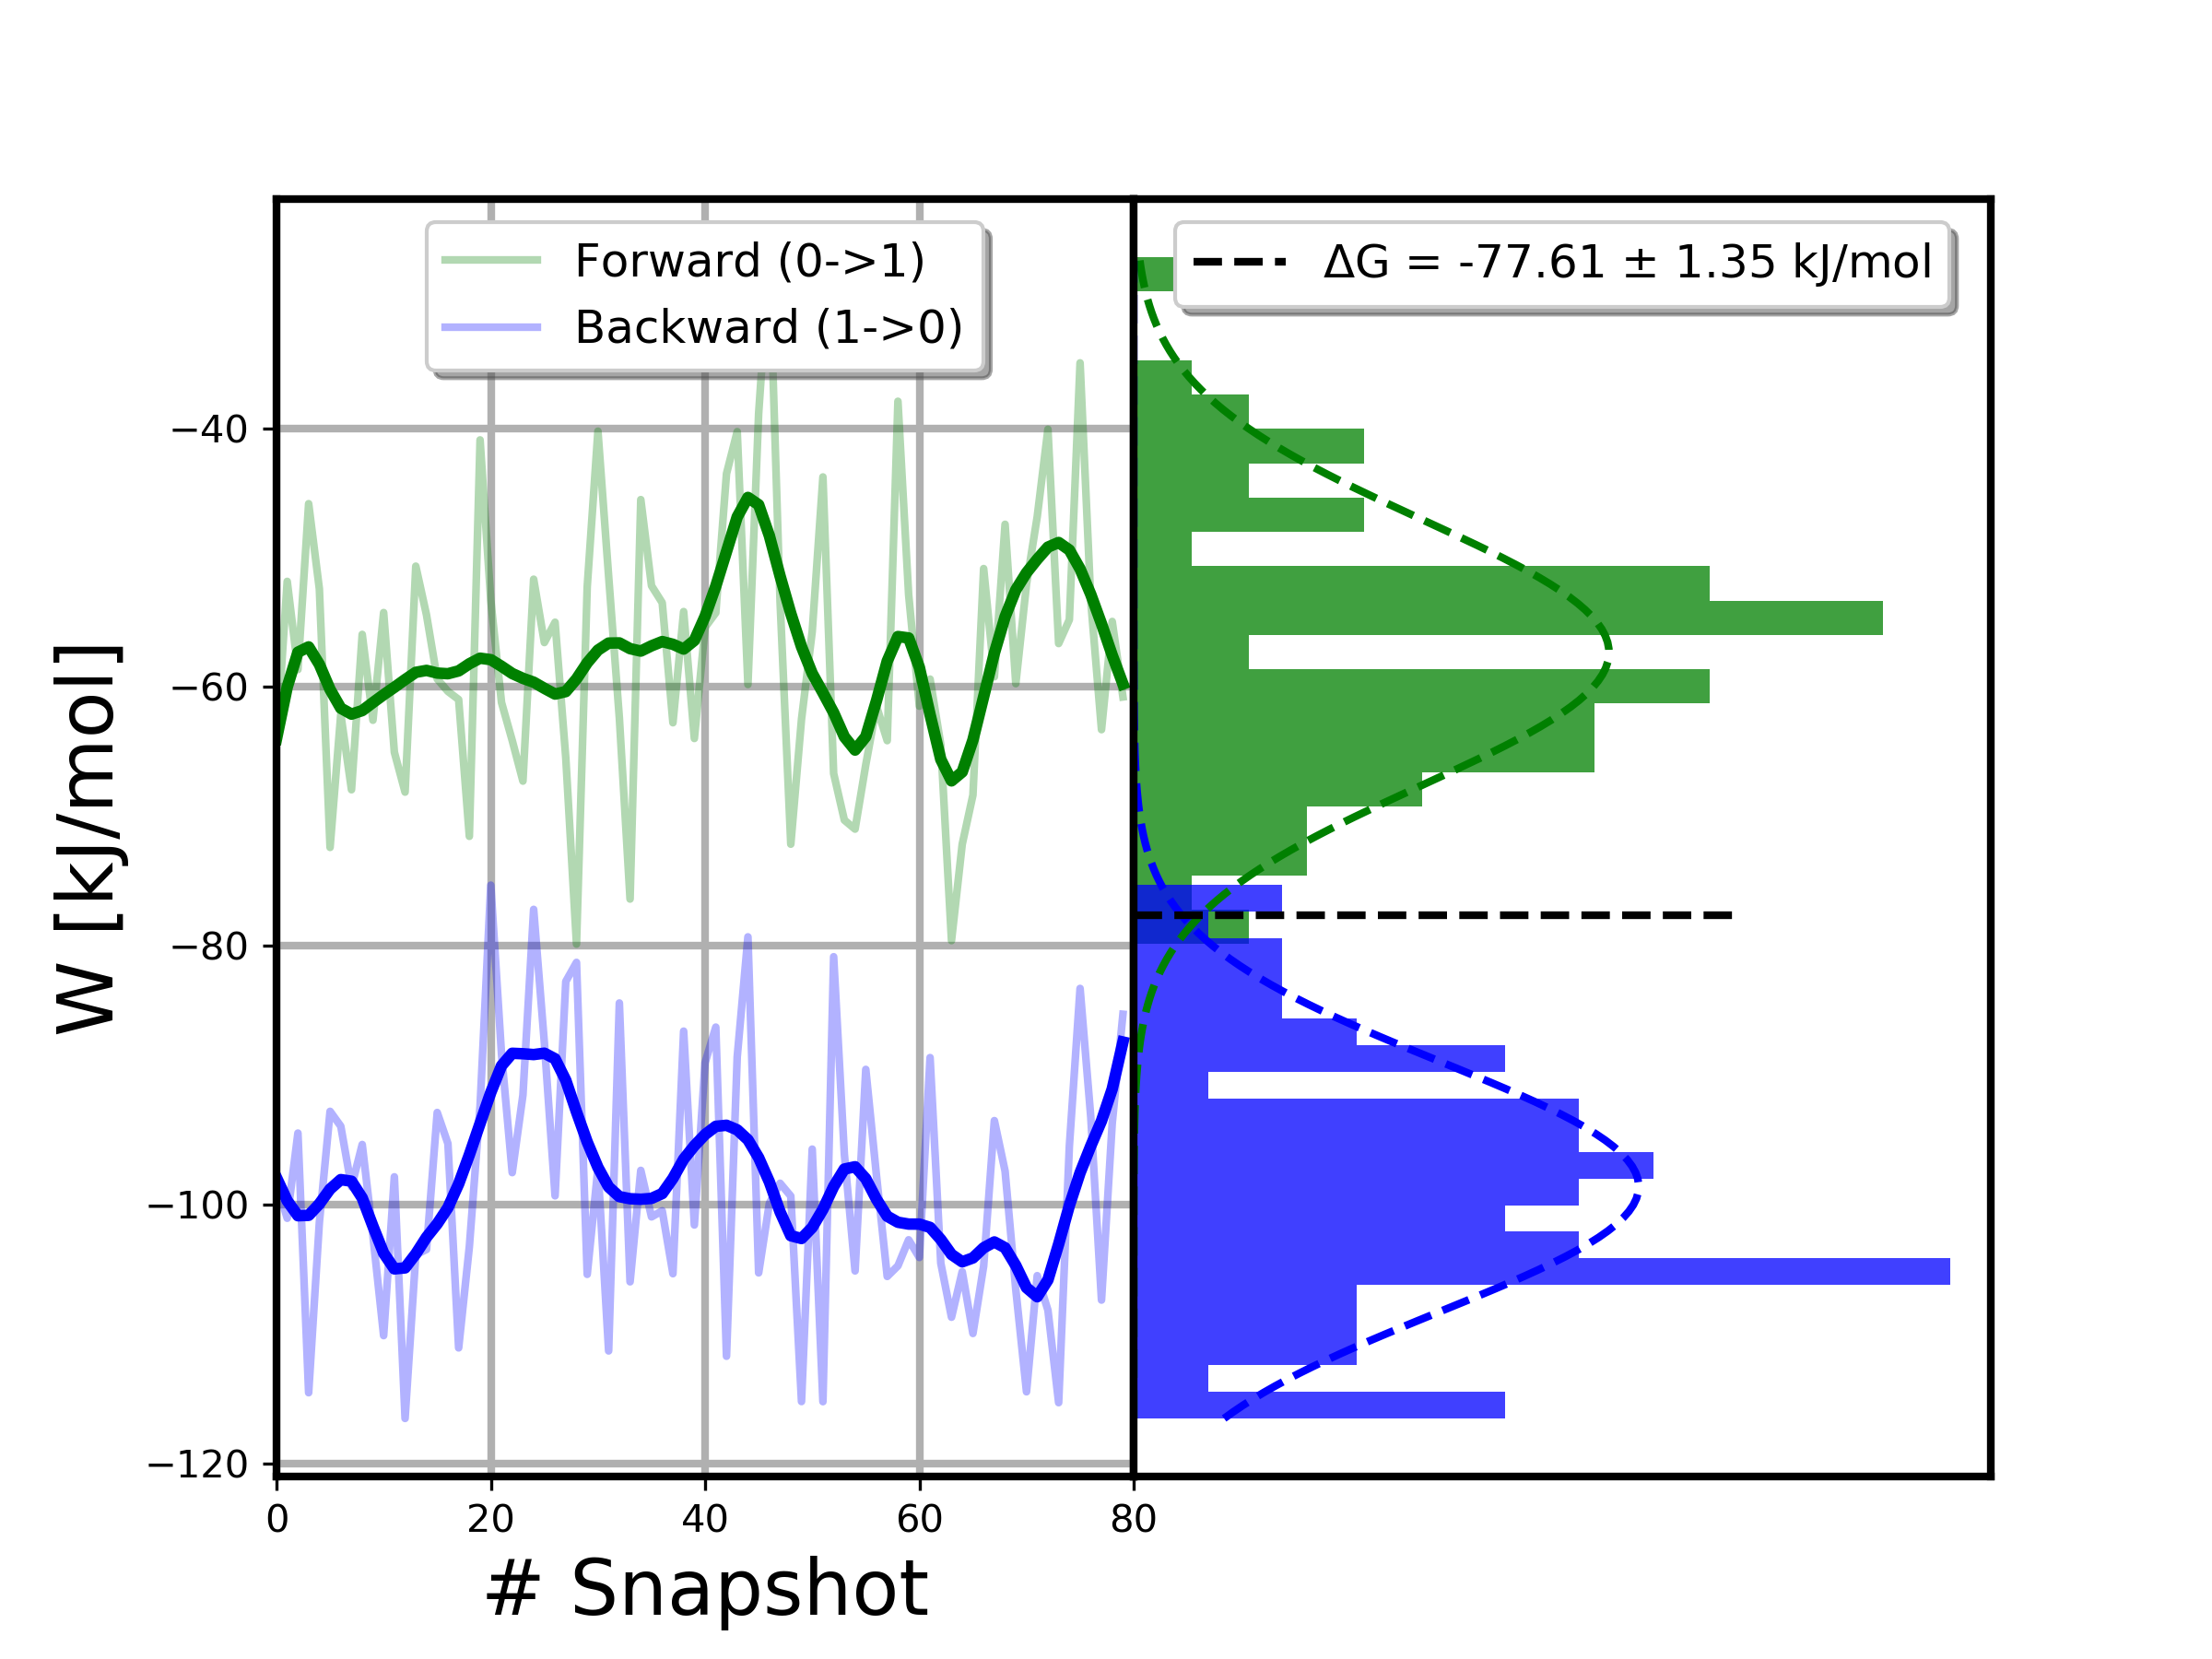 Forward (0->1)
Backward (1->0)
ΔG = -77.61 ± 1.35 kJ/mol
W [kJ/mol]
−40
−60
−80
−100
−120
0 20 40 60 80
# Snapshot